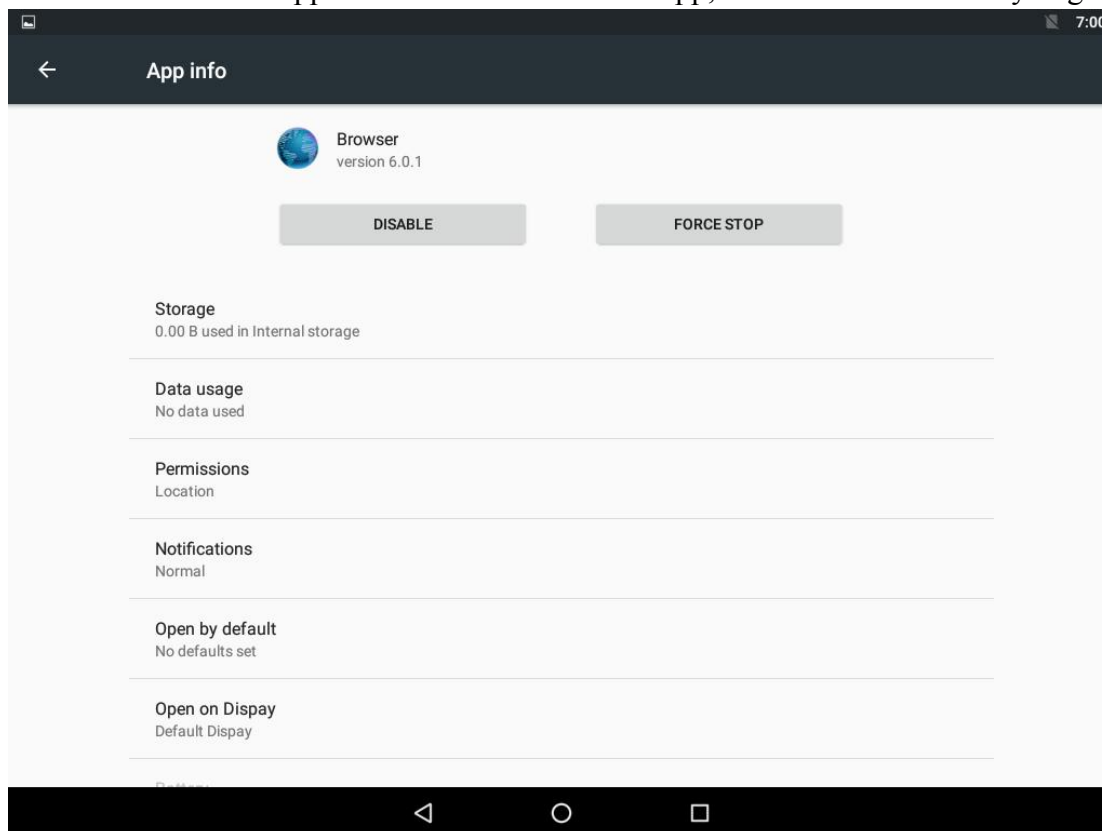 7:00
App info
Browser
version 6.0.1
DISABLE
FORCE STOP
Storage
0.00 B used in Internal storage
Data usage
No data used
Permissions
Location
Notifications
Normal
Open by default
No defaults set
Open on Dispay
Default Dispay